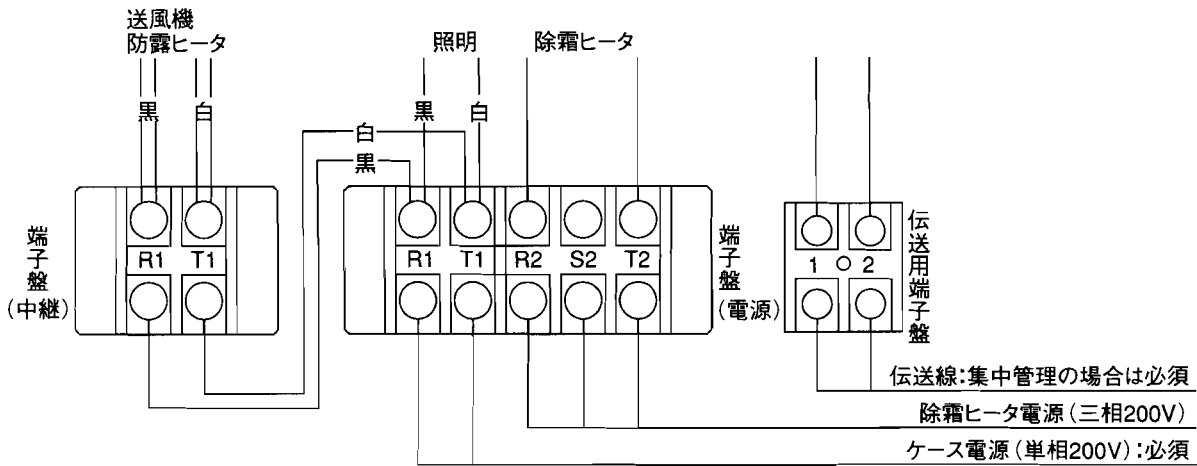 送風機
防露ヒータ
照明
除霜ヒータ
黒
白
黒
白
白
黒
端子盤
(中継)
R1
T1
R1
T1
R2
S2
T2
端子盤
(電源)
1
2
伝送用端子盤
伝送線:集中管理の場合は必須
除霜ヒータ電源(三相200V)
ケース電源(単相200V):必須